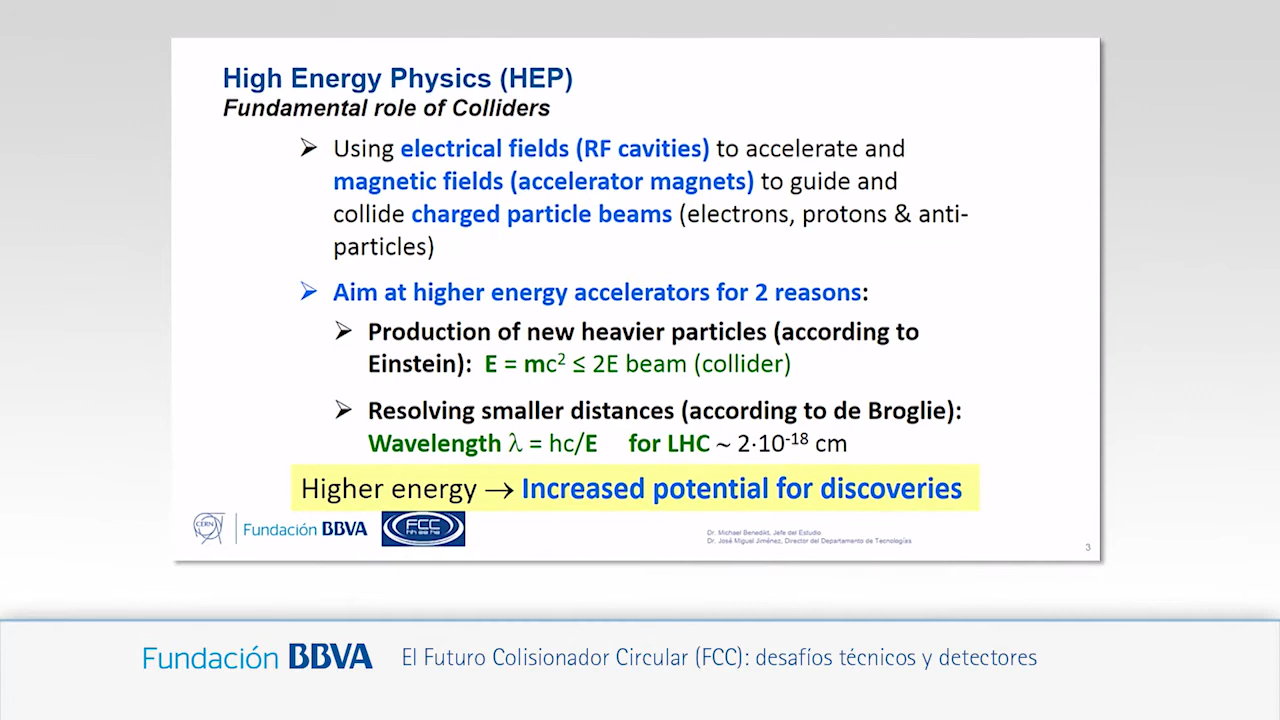 High Energy Physics (HEP)
Fundamental role of Colliders
➢ Using electrical fields (RF cavities) to accelerate and
magnetic fields (accelerator magnets) to guide and
collide charged particle beams (electrons, protons & anti-
particles)
➢ Aim at higher energy accelerators for 2 reasons:
➢ Production of new heavier particles (according to
Einstein): E = mc² ≤ 2E beam (collider)
➢ Resolving smaller distances (according to de Broglie):
Wavelength λ = hc/E for LHC ~ 2·10⁻¹⁸ cm
Higher energy → Increased potential for discoveries
CERN
Fundación BBVA
FCC
hh ee he
Dr. Michael Benedikt, Jefe del Estudio
Dr. José Miguel Jiménez, Director del Departamento de Tecnologías
3
Fundación BBVA El Futuro Colisionador Circular (FCC): desafíos técnicos y detectores